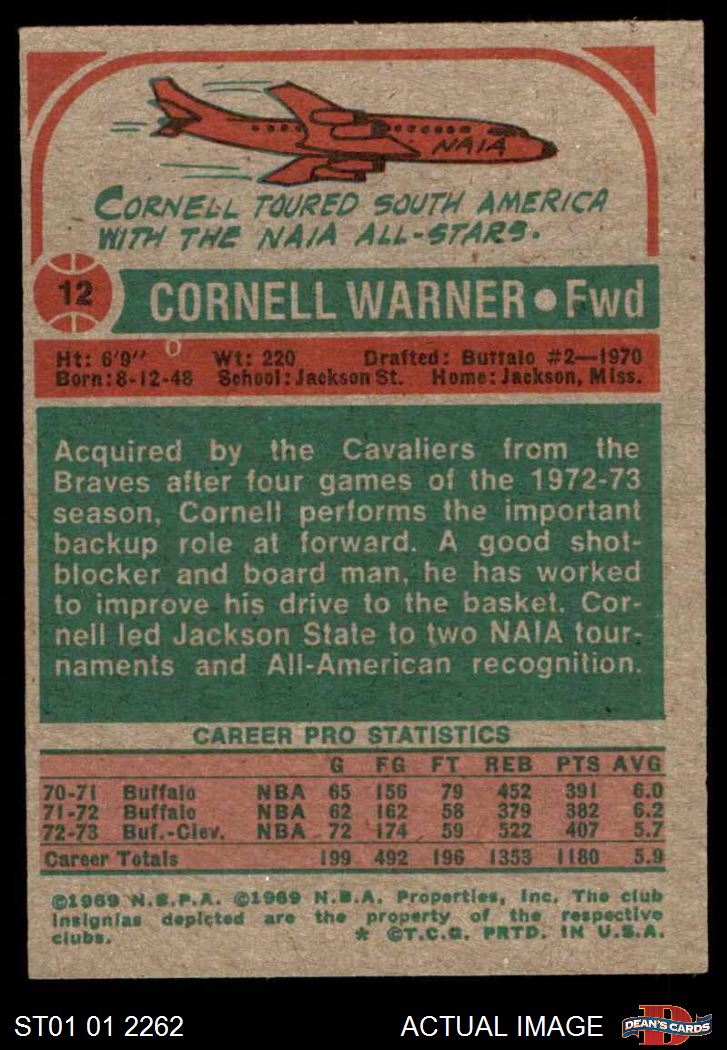 NAIA
CORNELL TOURED SOUTH AMERICA
WITH THE NAIA ALL-STARS.
12
CORNELL WARNER • Fwd
Ht: 6'9" Wt: 220 Drafted: Buffalo #2—1970
Born: 8-12-48 School: Jackson St. Home: Jackson, Miss.
Acquired by the Cavaliers from the
Braves after four games of the 1972-73
season, Cornell performs the important
backup role at forward. A good shot-
blocker and board man, he has worked
to improve his drive to the basket. Cor-
nell led Jackson State to two NAIA tour-
naments and All-American recognition.
CAREER PRO STATISTICS
G FG FT REB PTS AVG
70-71 Buffalo NBA 65 156 79 452 391 6.0
71-72 Buffalo NBA 62 162 58 379 382 6.2
72-73 Buf.-Clev. NBA 72 174 59 522 407 5.7
Career Totals 199 492 196 1353 1180 5.9
©1969 N.B.P.A. ©1969 N.B.A. Properties, Inc. The club
insignias depicted are the property of the respective
clubs. * ©T.C.G. PRTD. IN U.S.A.
ST01 01 2262 ACTUAL IMAGE
D
DEAN'S CARDS